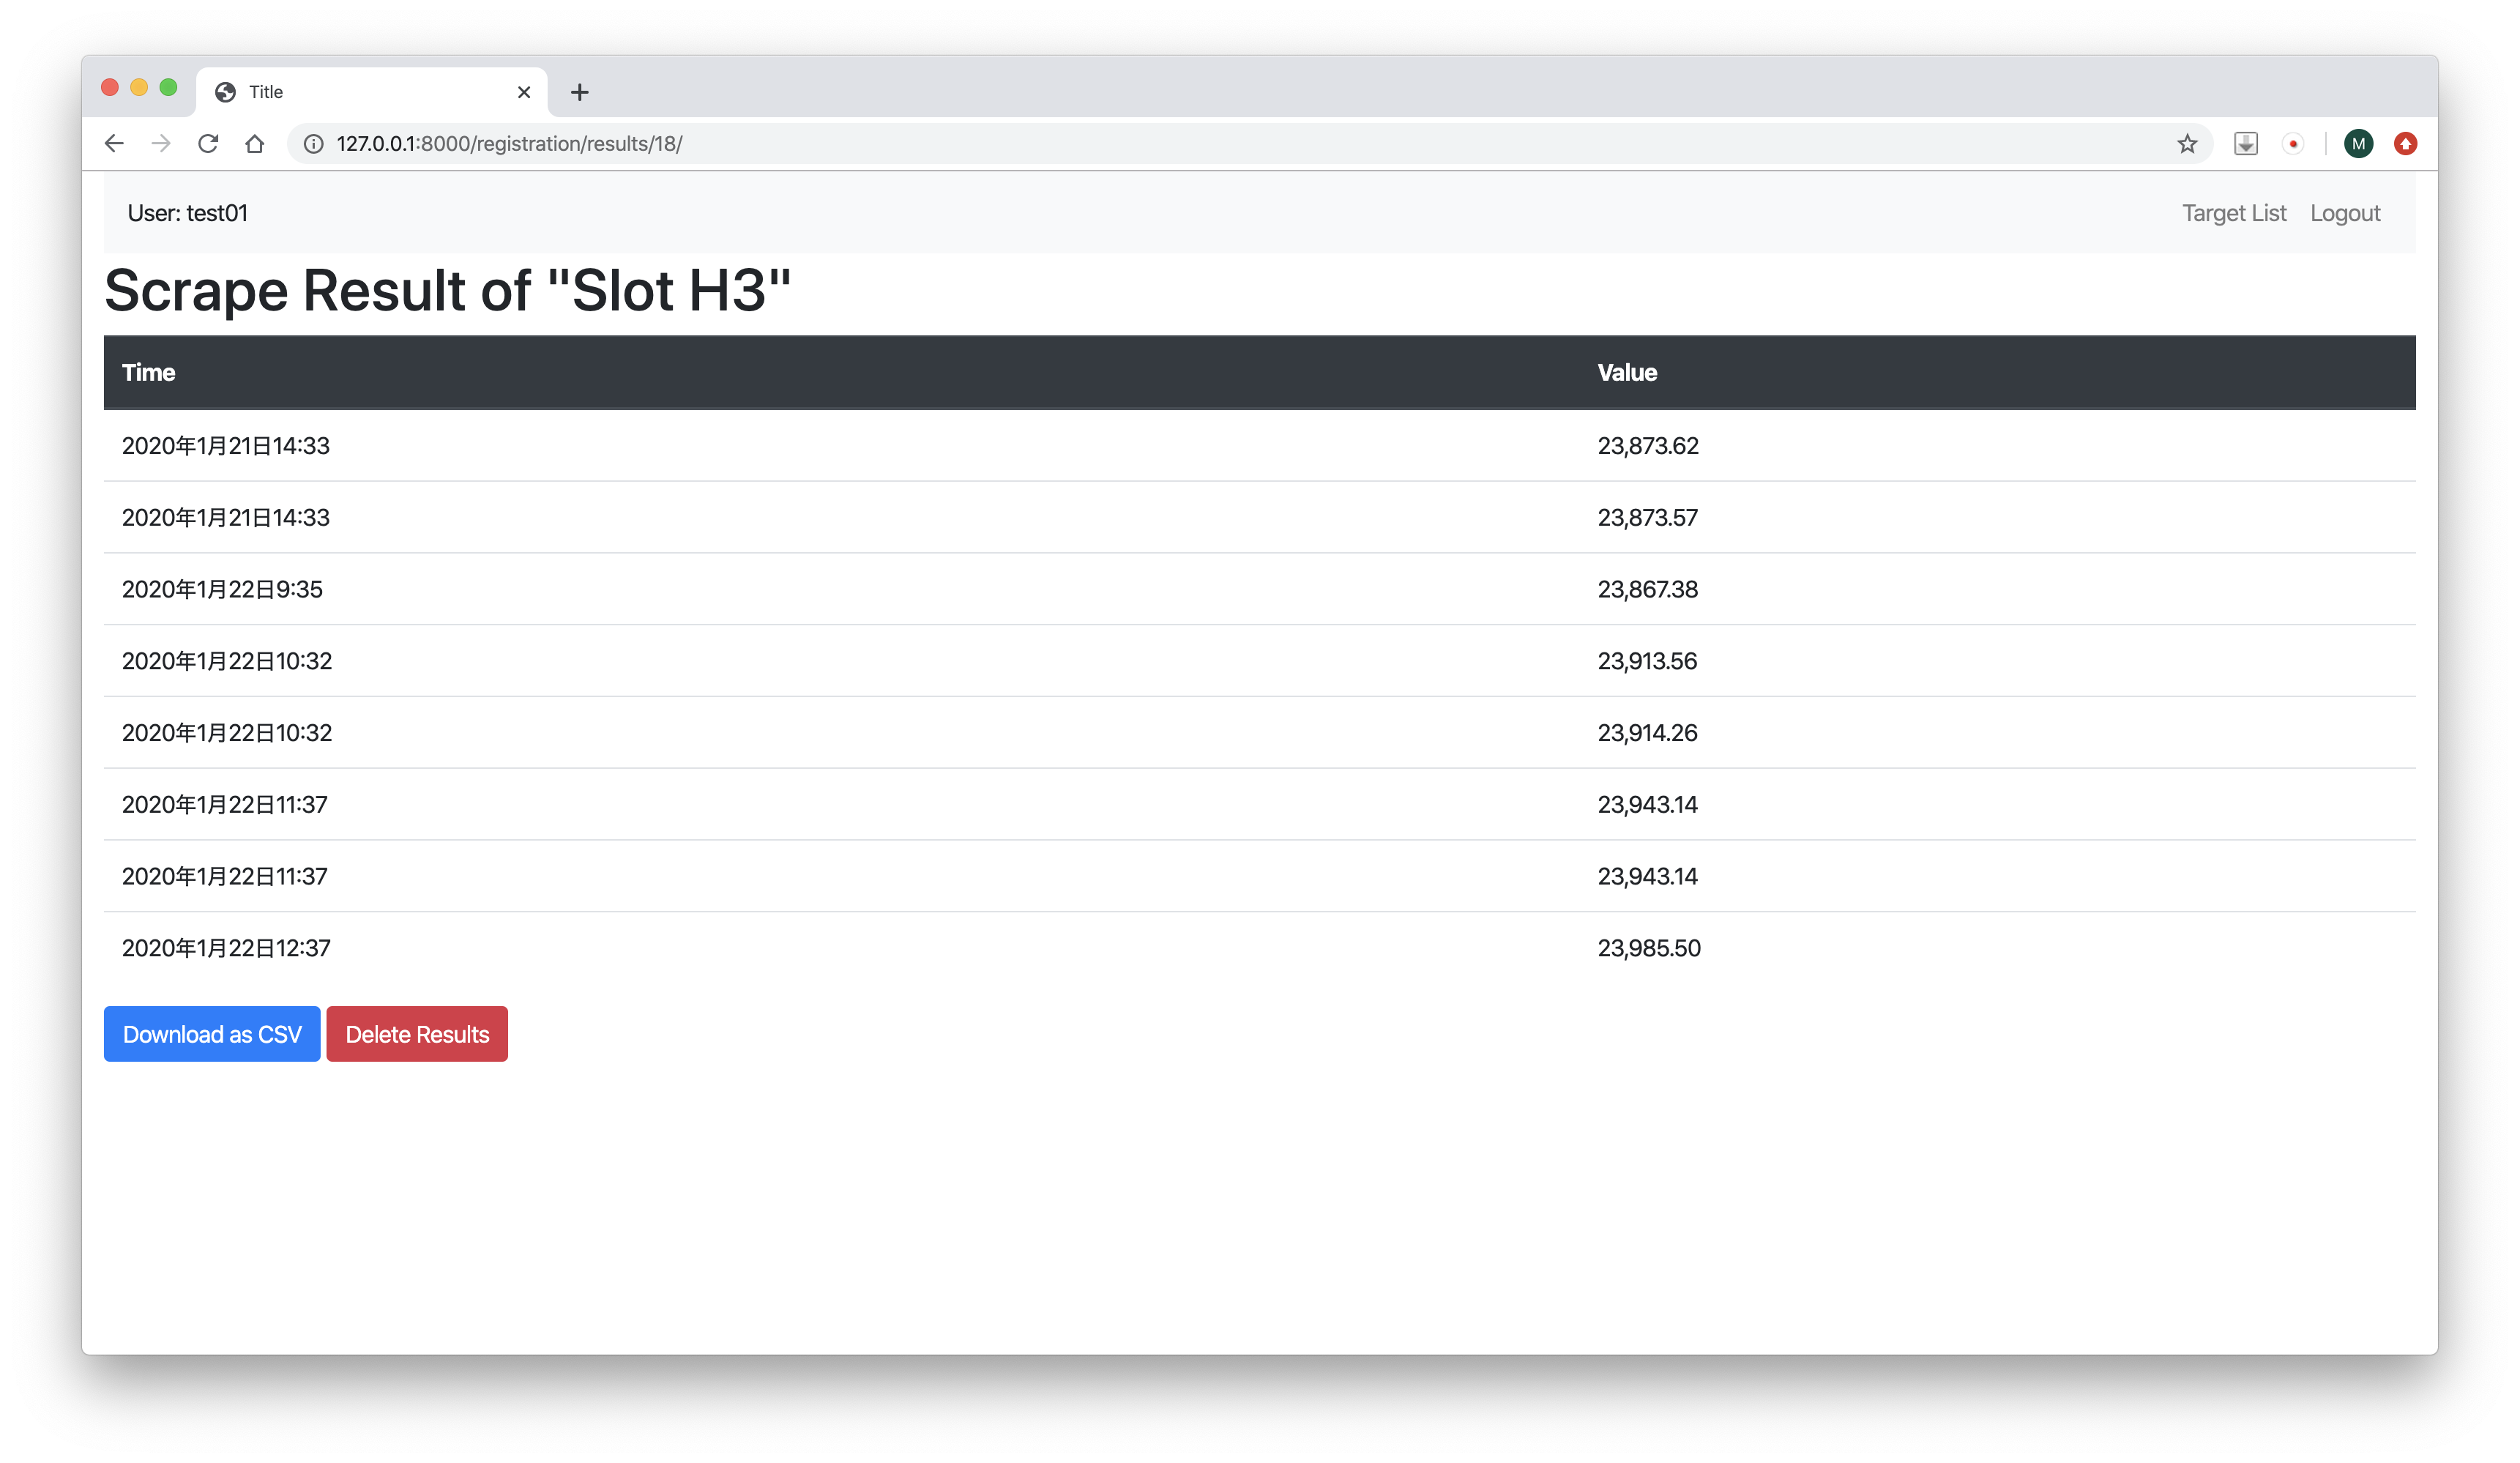 Title
127.0.0.1:8000/registration/results/18/
M
User: test01 Target List Logout
Scrape Result of "Slot H3"
Time Value
2020年1月21日14:33 23,873.62
2020年1月21日14:33 23,873.57
2020年1月22日9:35 23,867.38
2020年1月22日10:32 23,913.56
2020年1月22日10:32 23,914.26
2020年1月22日11:37 23,943.14
2020年1月22日11:37 23,943.14
2020年1月22日12:37 23,985.50
Download as CSV Delete Results